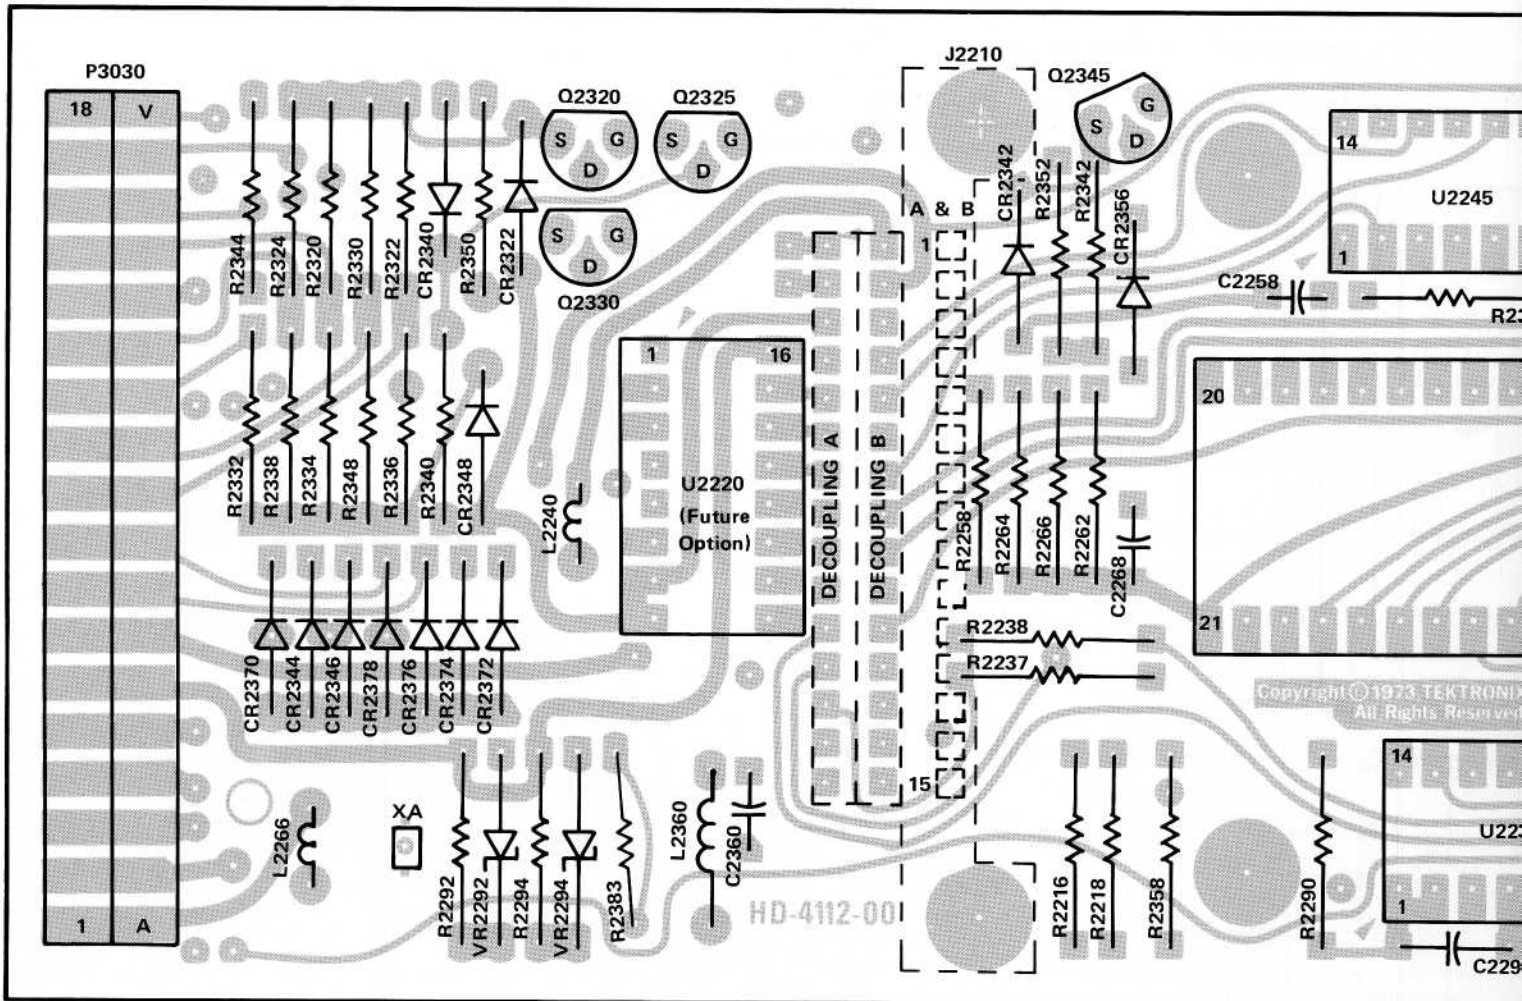 P3030
18 V
1 A
J2210
Q2345
S G D
Q2320
S G D
Q2325
S G D
S G D
Q2330
R2344
R2324
R2320
R2330
R2322
CR2340
R2350
CR2322
A & B
1
15
CR2342
R2352
R2342
CR2356
14
U2245
1
C2258
R23
R2332
R2338
R2334
R2348
R2336
R2340
CR2348
L2240
1 16
U2220
(Future
Option)
DECOUPLING A
DECOUPLING B
R2258
R2264
R2266
R2262
C2268
20
21
R2238
R2237
CR2370
CR2344
CR2346
CR2378
CR2376
CR2374
CR2372
Copyright © 1973 TEKTRONIX
All Rights Reserved
L2266
XA
R2292
VR2292
R2294
VR2294
R2383
L2360
C2360
HD-4112-00
R2216
R2218
R2358
R2290
14
U223
1
C229